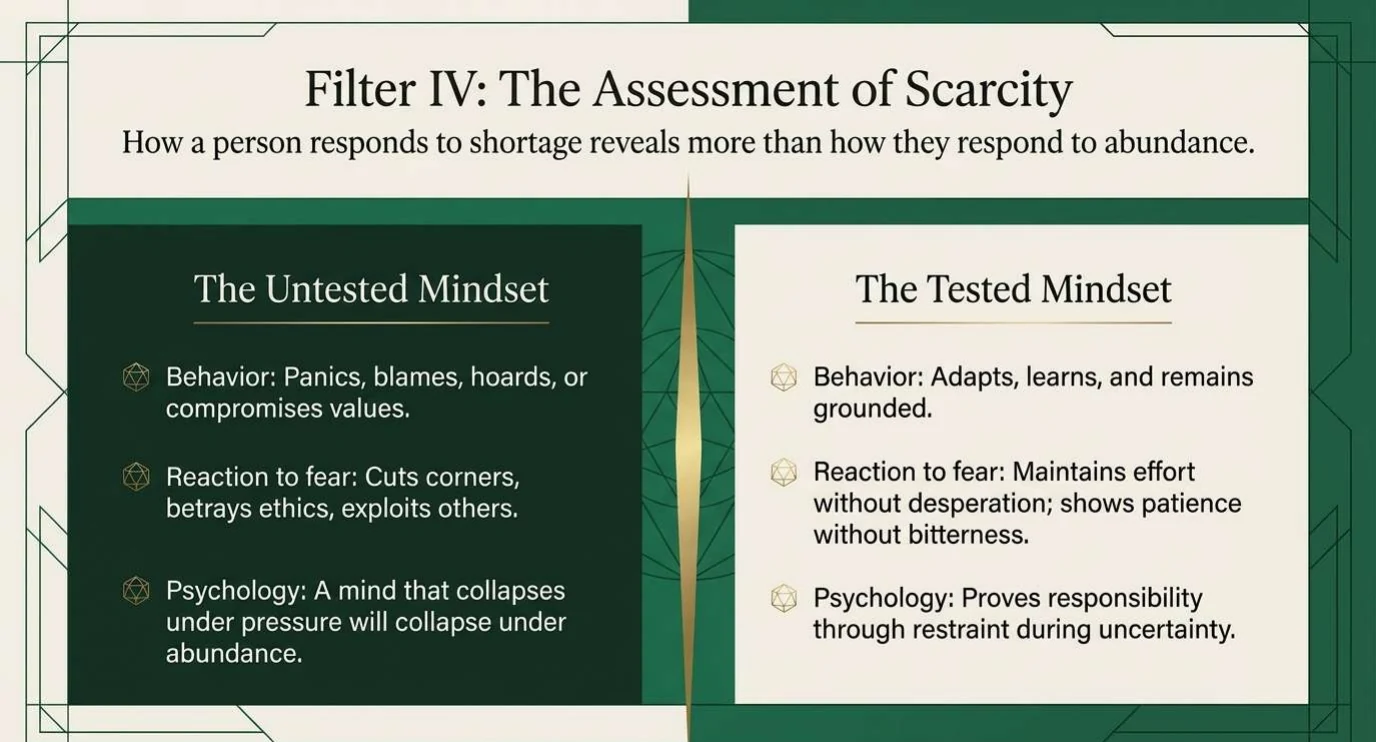 Filter IV: The Assessment of Scarcity
How a person responds to shortage reveals more than how they respond to abundance.
The Untested Mindset
Behavior: Panics, blames, hoards, or
compromises values.
Reaction to fear: Cuts corners,
betrays ethics, exploits others.
Psychology: A mind that collapses
under pressure will collapse under
abundance.
The Tested Mindset
Behavior: Adapts, learns, and remains
grounded.
Reaction to fear: Maintains effort
without desperation; shows patience
without bitterness.
Psychology: Proves responsibility
through restraint during uncertainty.